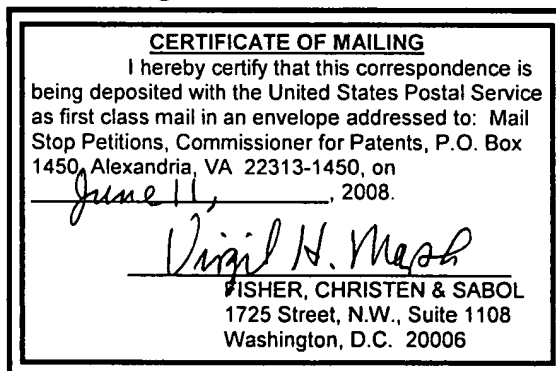 CERTIFICATE OF MAILING
I hereby certify that this correspondence is
being deposited with the United States Postal Service
as first class mail in an envelope addressed to: Mail
Stop Petitions, Commissioner for Patents, P.O. Box
1450, Alexandria, VA 22313-1450, on
June 11, , 2008.
Virgil H. Marsh
FISHER, CHRISTEN & SABOL
1725 Street, N.W., Suite 1108
Washington, D.C. 20006